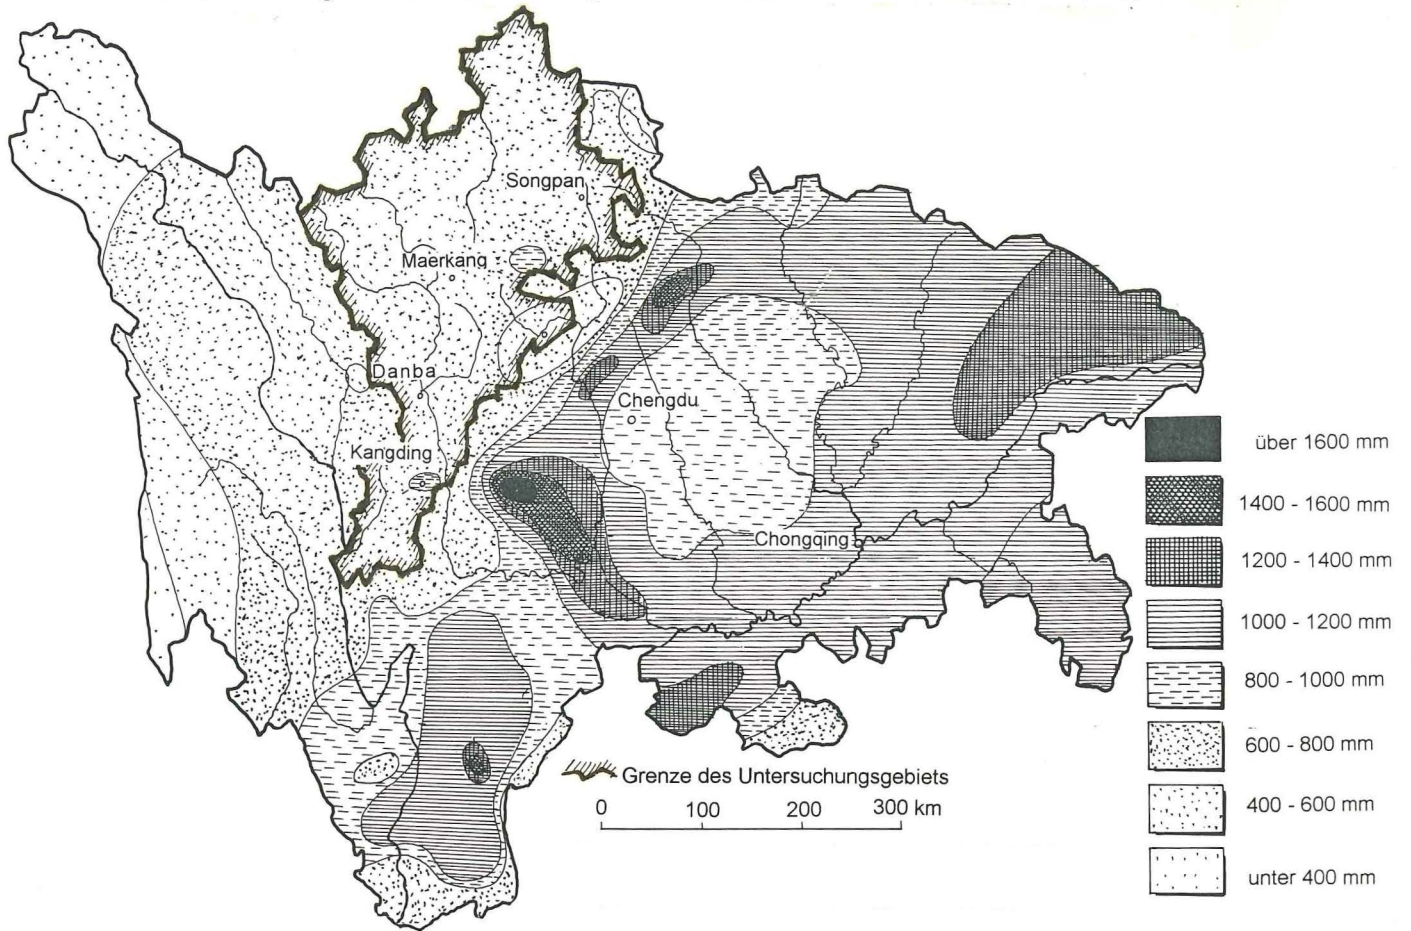 Songpan
Maerkang
Danba
Chengdu
Kangding
Chongqing
über 1600 mm
1400 - 1600 mm
1200 - 1400 mm
1000 - 1200 mm
800 - 1000 mm
600 - 800 mm
400 - 600 mm
unter 400 mm
Grenze des Untersuchungsgebiets
0 100 200 300 km